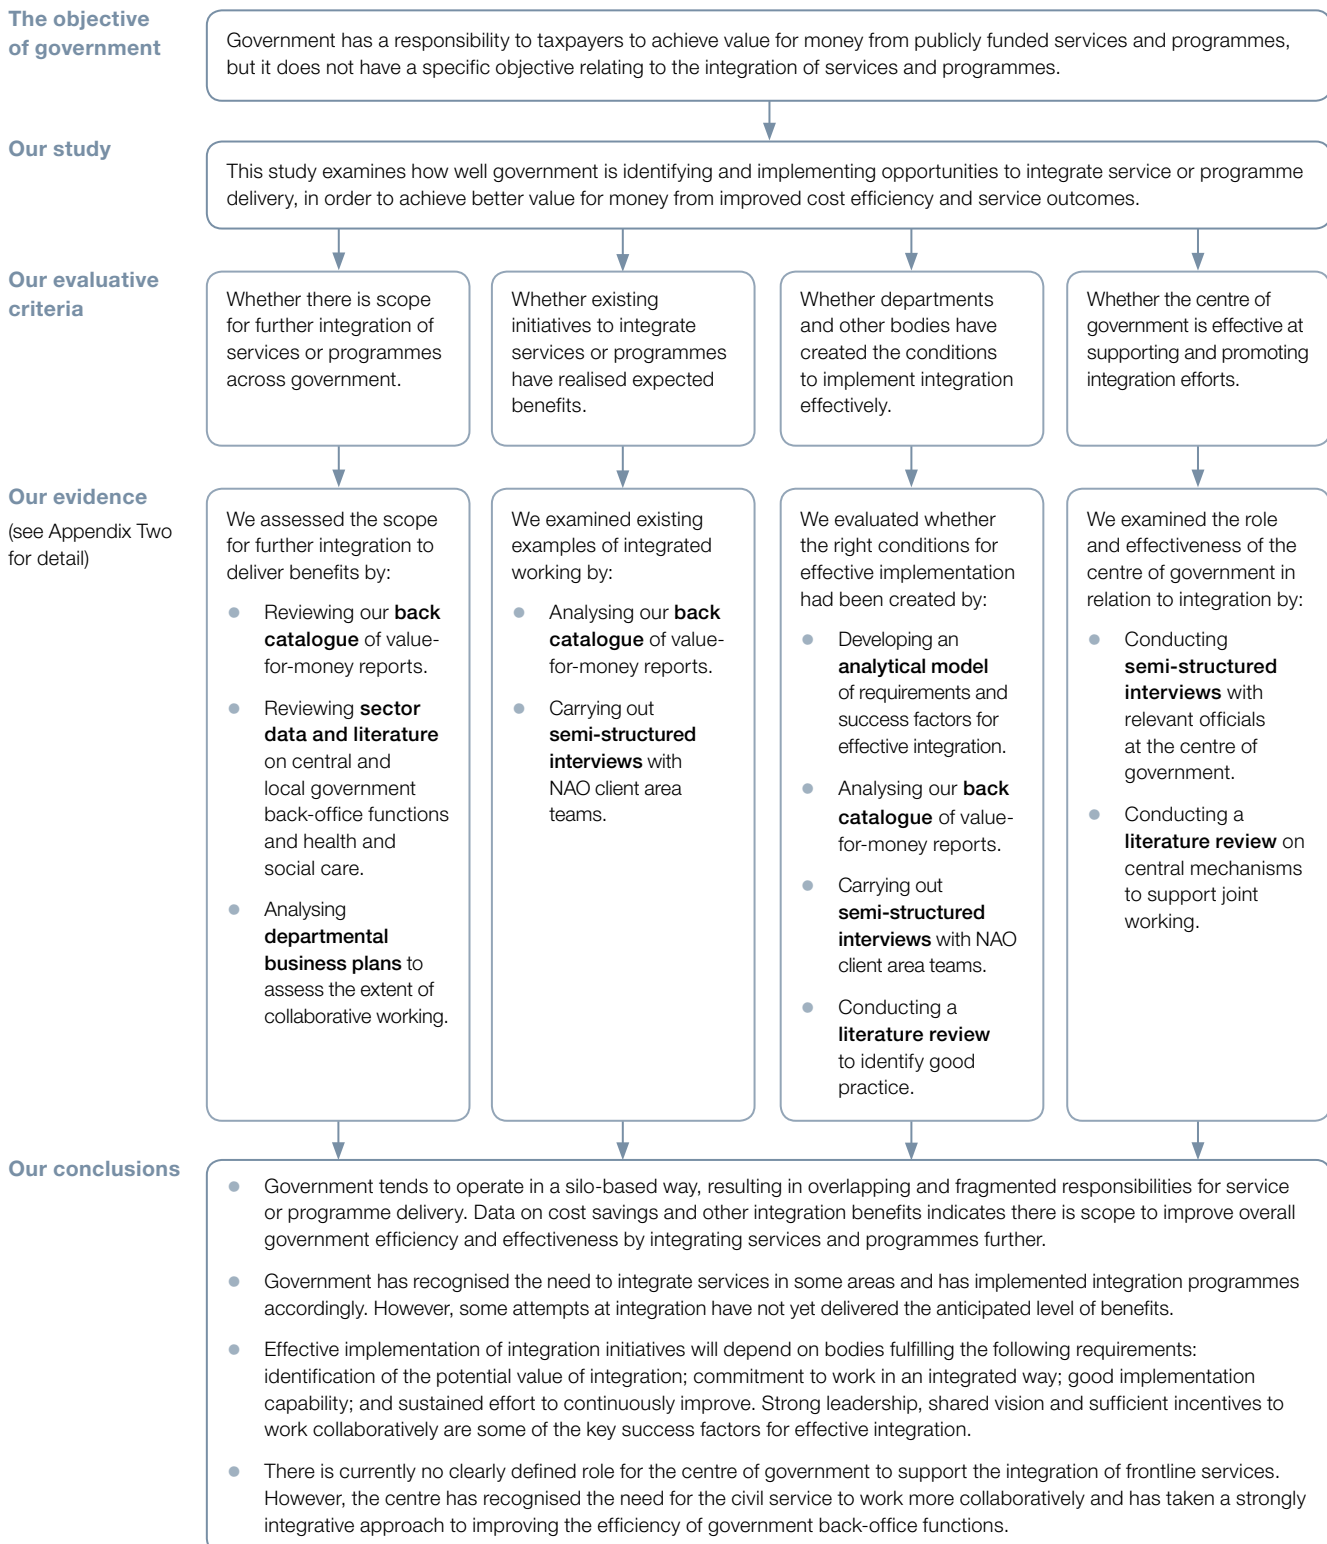 The objective
of government
Government has a responsibility to taxpayers to achieve value for money from publicly funded services and programmes,
but it does not have a specific objective relating to the integration of services and programmes.
Our study
This study examines how well government is identifying and implementing opportunities to integrate service or programme
delivery, in order to achieve better value for money from improved cost efficiency and service outcomes.
Our evaluative
criteria
Whether there is scope
for further integration of
services or programmes
across government.
Whether existing
initiatives to integrate
services or programmes
have realised expected
benefits.
Whether departments
and other bodies have
created the conditions
to implement integration
effectively.
Whether the centre of
government is effective at
supporting and promoting
integration efforts.
Our evidence
(see Appendix Two
for detail)
We assessed the scope
for further integration to
deliver benefits by:
● Reviewing our back
catalogue of value-
for-money reports.
● Reviewing sector
data and literature
on central and
local government
back-office functions
and health and
social care.
● Analysing
departmental
business plans to
assess the extent of
collaborative working.
We examined existing
examples of integrated
working by:
● Analysing our back
catalogue of value-
for-money reports.
● Carrying out
semi-structured
interviews with
NAO client area
teams.
We evaluated whether
the right conditions for
effective implementation
had been created by:
● Developing an
analytical model
of requirements and
success factors for
effective integration.
● Analysing our back
catalogue of value-
for-money reports.
● Carrying out
semi-structured
interviews with NAO
client area teams.
● Conducting a
literature review
to identify good
practice.
We examined the role
and effectiveness of the
centre of government in
relation to integration by:
● Conducting
semi-structured
interviews with
relevant officials
at the centre of
government.
● Conducting a
literature review on
central mechanisms
to support joint
working.
Our conclusions
● Government tends to operate in a silo-based way, resulting in overlapping and fragmented responsibilities for service
or programme delivery. Data on cost savings and other integration benefits indicates there is scope to improve overall
government efficiency and effectiveness by integrating services and programmes further.
● Government has recognised the need to integrate services in some areas and has implemented integration programmes
accordingly. However, some attempts at integration have not yet delivered the anticipated level of benefits.
● Effective implementation of integration initiatives will depend on bodies fulfilling the following requirements:
identification of the potential value of integration; commitment to work in an integrated way; good implementation
capability; and sustained effort to continuously improve. Strong leadership, shared vision and sufficient incentives to
work collaboratively are some of the key success factors for effective integration.
● There is currently no clearly defined role for the centre of government to support the integration of frontline services.
However, the centre has recognised the need for the civil service to work more collaboratively and has taken a strongly
integrative approach to improving the efficiency of government back-office functions.